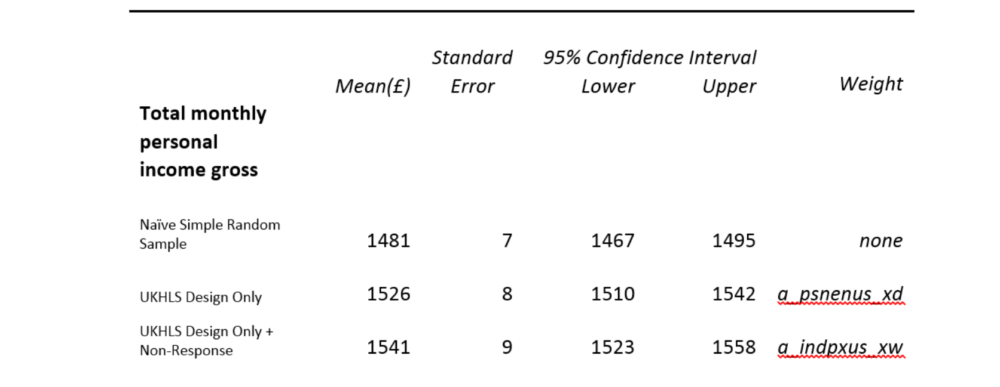 Standard 95% Confidence Interval
Mean(£) Error Lower Upper Weight
Total monthly
personal
income gross
Naïve Simple Random
Sample 1481 7 1467 1495 none
UKHLS Design Only 1526 8 1510 1542 a_psnenus_xd
UKHLS Design Only +
Non-Response 1541 9 1523 1558 a_indpxus_xw